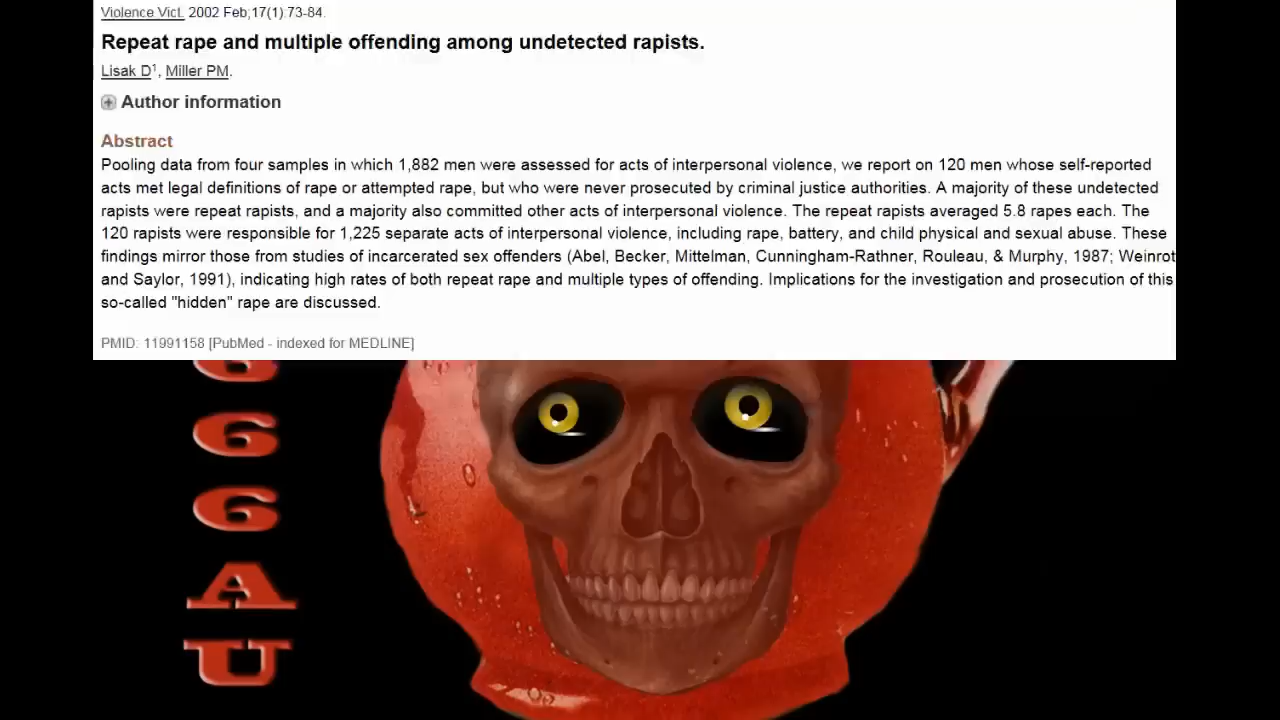 Violence Vict. 2002 Feb;17(1):73-84.
Repeat rape and multiple offending among undetected rapists.
Lisak D1, Miller PM.
Author information
Abstract
Pooling data from four samples in which 1,882 men were assessed for acts of interpersonal violence, we report on 120 men whose self-reported
acts met legal definitions of rape or attempted rape, but who were never prosecuted by criminal justice authorities. A majority of these undetected
rapists were repeat rapists, and a majority also committed other acts of interpersonal violence. The repeat rapists averaged 5.8 rapes each. The
120 rapists were responsible for 1,225 separate acts of interpersonal violence, including rape, battery, and child physical and sexual abuse. These
findings mirror those from studies of incarcerated sex offenders (Abel, Becker, Mittelman, Cunningham-Rathner, Rouleau, & Murphy, 1987; Weinrot
and Saylor, 1991), indicating high rates of both repeat rape and multiple types of offending. Implications for the investigation and prosecution of this
so-called "hidden" rape are discussed.
PMID: 11991158 [PubMed - indexed for MEDLINE]
6
6
6
A
U